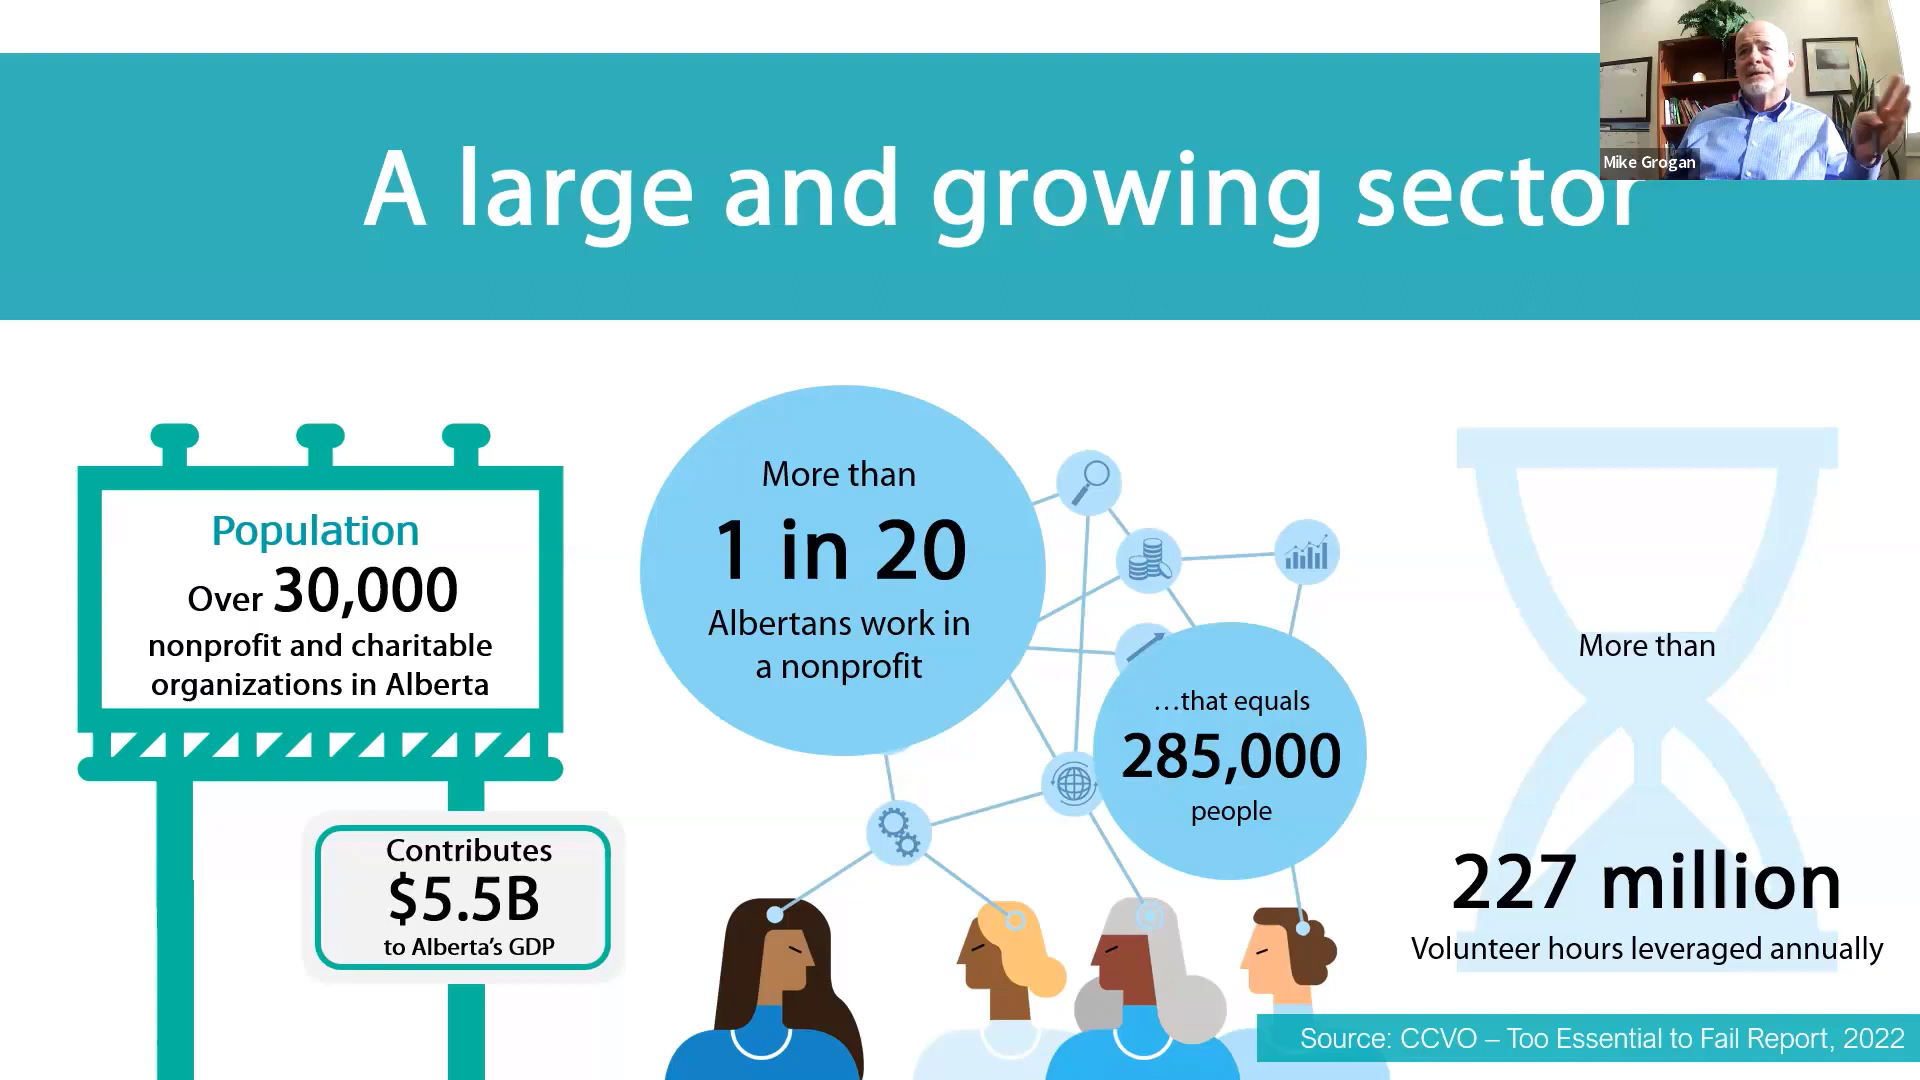 Mike Grogan
A large and growing sector
Population
Over 30,000
nonprofit and charitable
organizations in Alberta
Contributes
$5.5B
to Alberta's GDP
More than
1 in 20
Albertans work in
a nonprofit
...that equals
285,000
people
More than
227 million
Volunteer hours leveraged annually
Source: CCVO – Too Essential to Fail Report, 2022